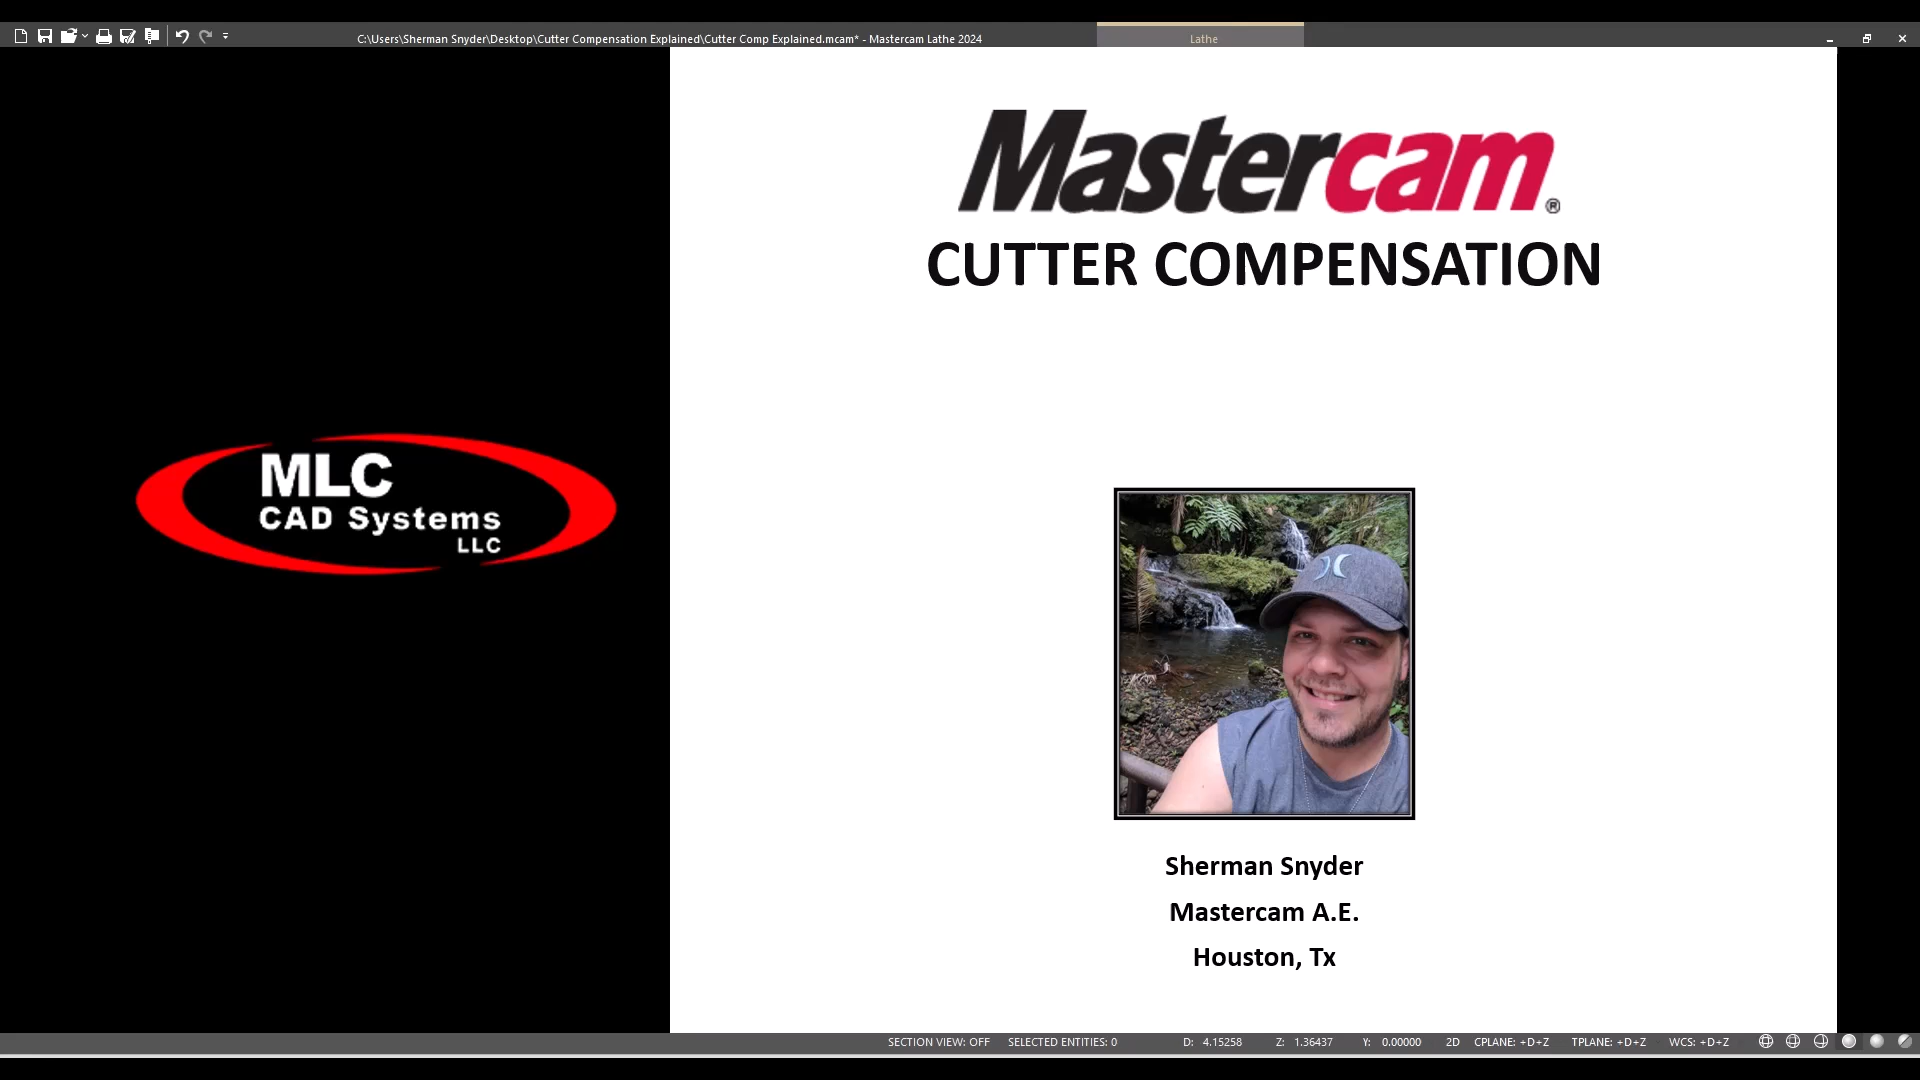 C:\Users\Sherman Snyder\Desktop\Cutter Compensation Explained\Cutter Comp Explained.mcam* - Mastercam Lathe 2024
Lathe
Mastercam®
CUTTER COMPENSATION
MLC
CAD Systems
LLC
Sherman Snyder
Mastercam A.E.
Houston, Tx
SECTION VIEW: OFF SELECTED ENTITIES: 0 D: 4.15258 Z: 1.36437 Y: 0.00000 2D CPLANE: +D+Z TPLANE: +D+Z WCS: +D+Z